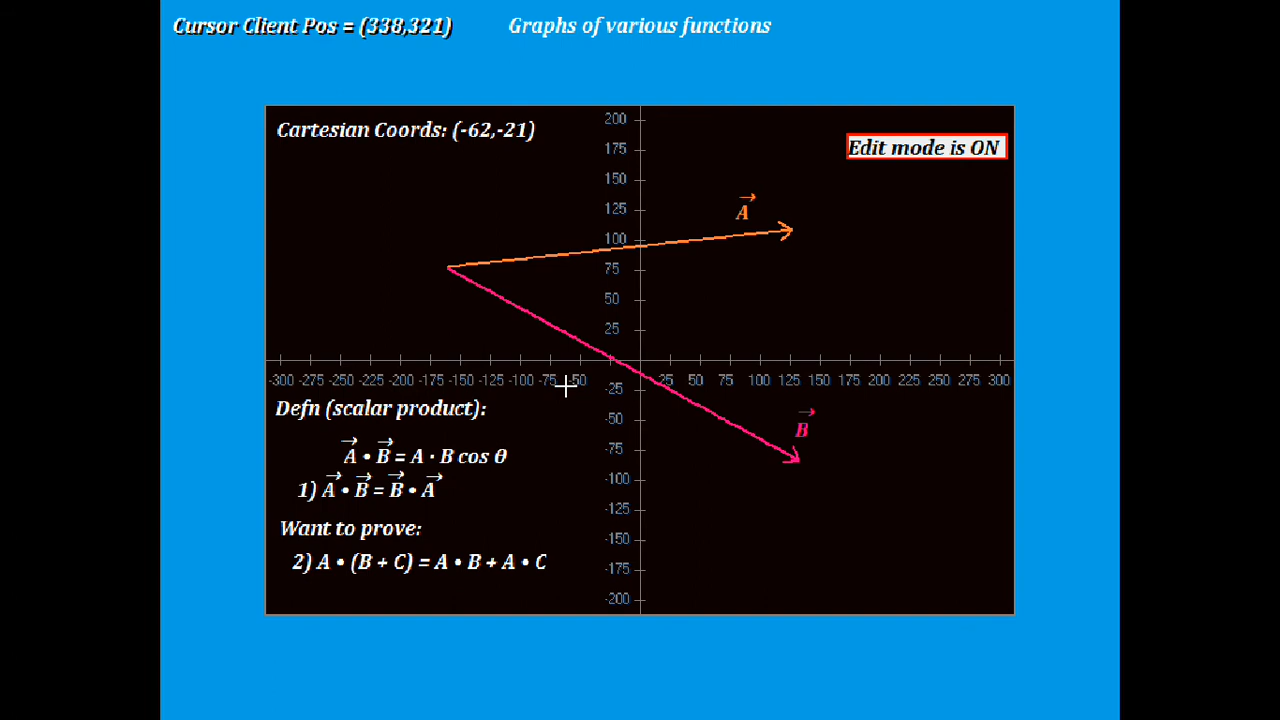 Cursor Client Pos = (338,321)
Graphs of various functions
Cartesian Coords: (-62,-21)
Edit mode is ON
200
175
150
125
100
75
50
25
-300 -275 -250 -225 -200 -175 -150 -125 -100 -75 -50 25 50 75 100 125 150 175 200 225 250 275 300
-25
-50
-75
-100
-125
-150
-175
-200
A
B
Defn (scalar product):
A • B = A · B cos θ
1) A • B = B • A
Want to prove:
2) A • (B + C) = A • B + A • C